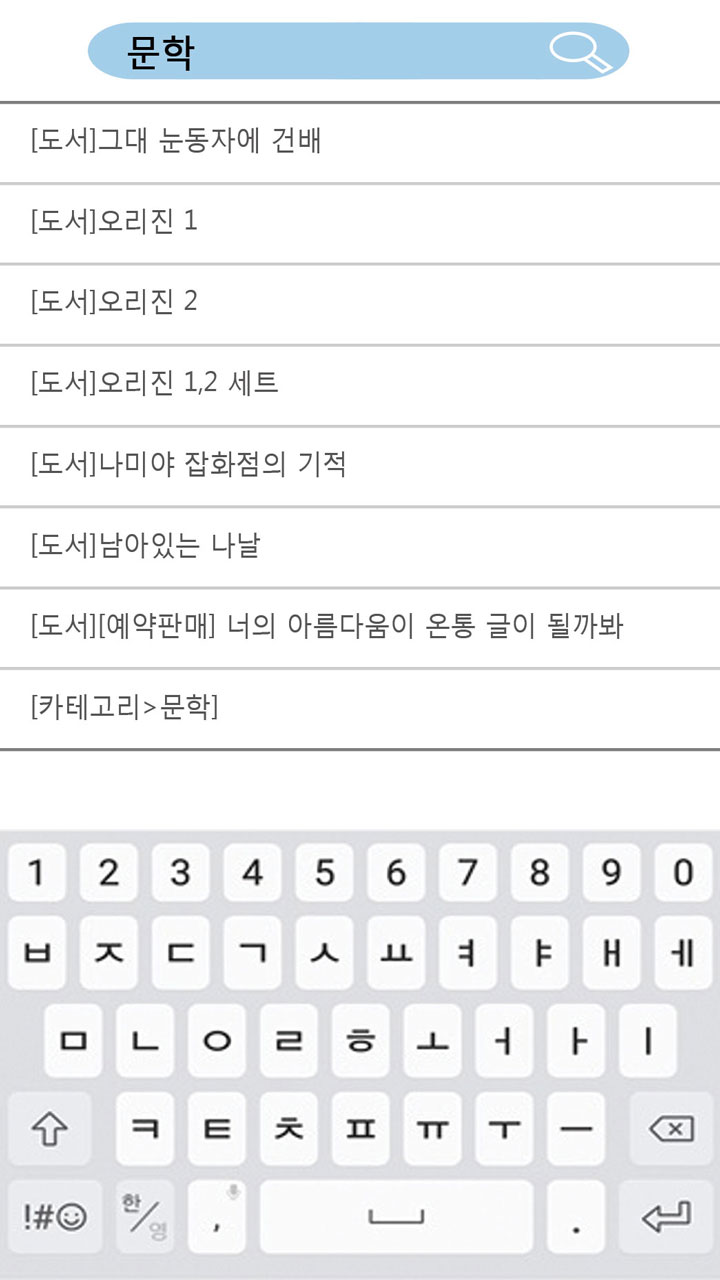 문학
[도서]그대 눈동자에 건배
[도서]오리진 1
[도서]오리진 2
[도서]오리진 1,2 세트
[도서]나미야 잡화점의 기적
[도서]남아있는 나날
[도서][예약판매] 너의 아름다움이 온통 글이 될까봐
[카테고리>문학]
1 2 3 4 5 6 7 8 9 0
ㅂ ㅈ ㄷ ㄱ ㅅ ㅛ ㅕ ㅑ ㅐ ㅔ
ㅁ ㄴ ㅇ ㄹ ㅎ ㅗ ㅓ ㅏ ㅣ
ㅋ ㅌ ㅊ ㅍ ㅠ ㅜ ㅡ
!#☺ 한/영 , .